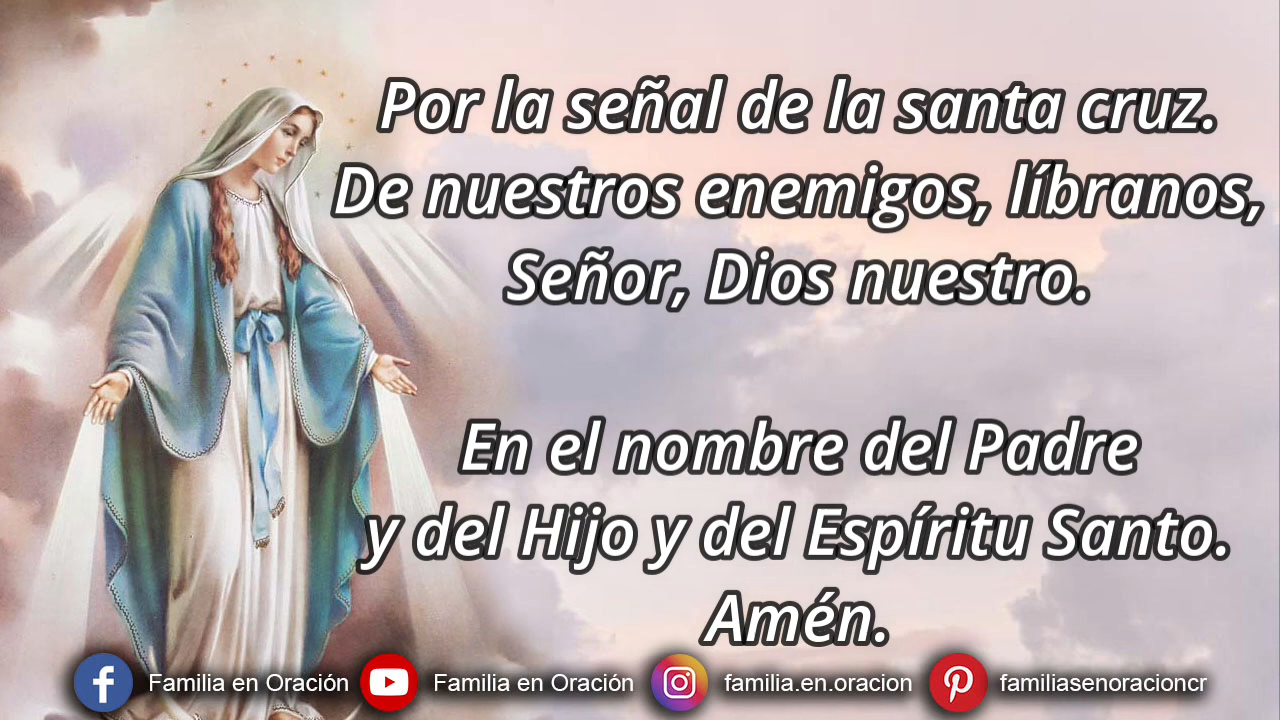 Por la señal de la santa cruz.
De nuestros enemigos, líbranos,
Señor, Dios nuestro.
En el nombre del Padre
y del Hijo y del Espíritu Santo.
Amén.
Familia en Oración
Familia en Oración
familia.en.oracion
familiasenoracioncr